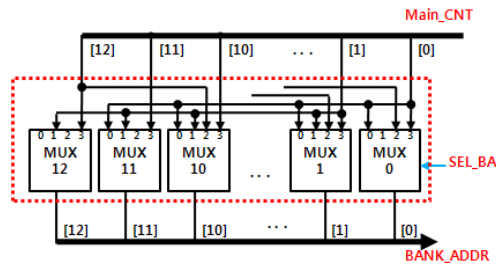 Main_CNT
[12] [11] [10] ... [1] [0]
0 1 2 3 0 1 2 3 0 1 2 3 0 1 2 3 0 1 2 3
MUX MUX MUX MUX MUX
12 11 10 ... 1 0
SEL_BA
[12] [11] [10] ... [1] [0]
BANK_ADDR